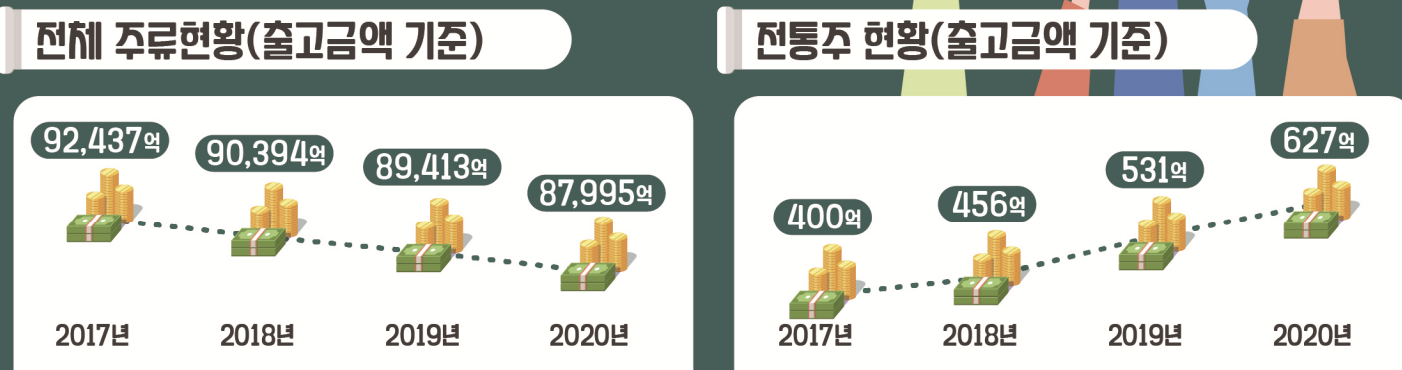 전체 주류현황(출고금액 기준)
92,437억
90,394억
89,413억
87,995억
2017년 2018년 2019년 2020년
전통주 현황(출고금액 기준)
400억
456억
531억
627억
2017년 2018년 2019년 2020년